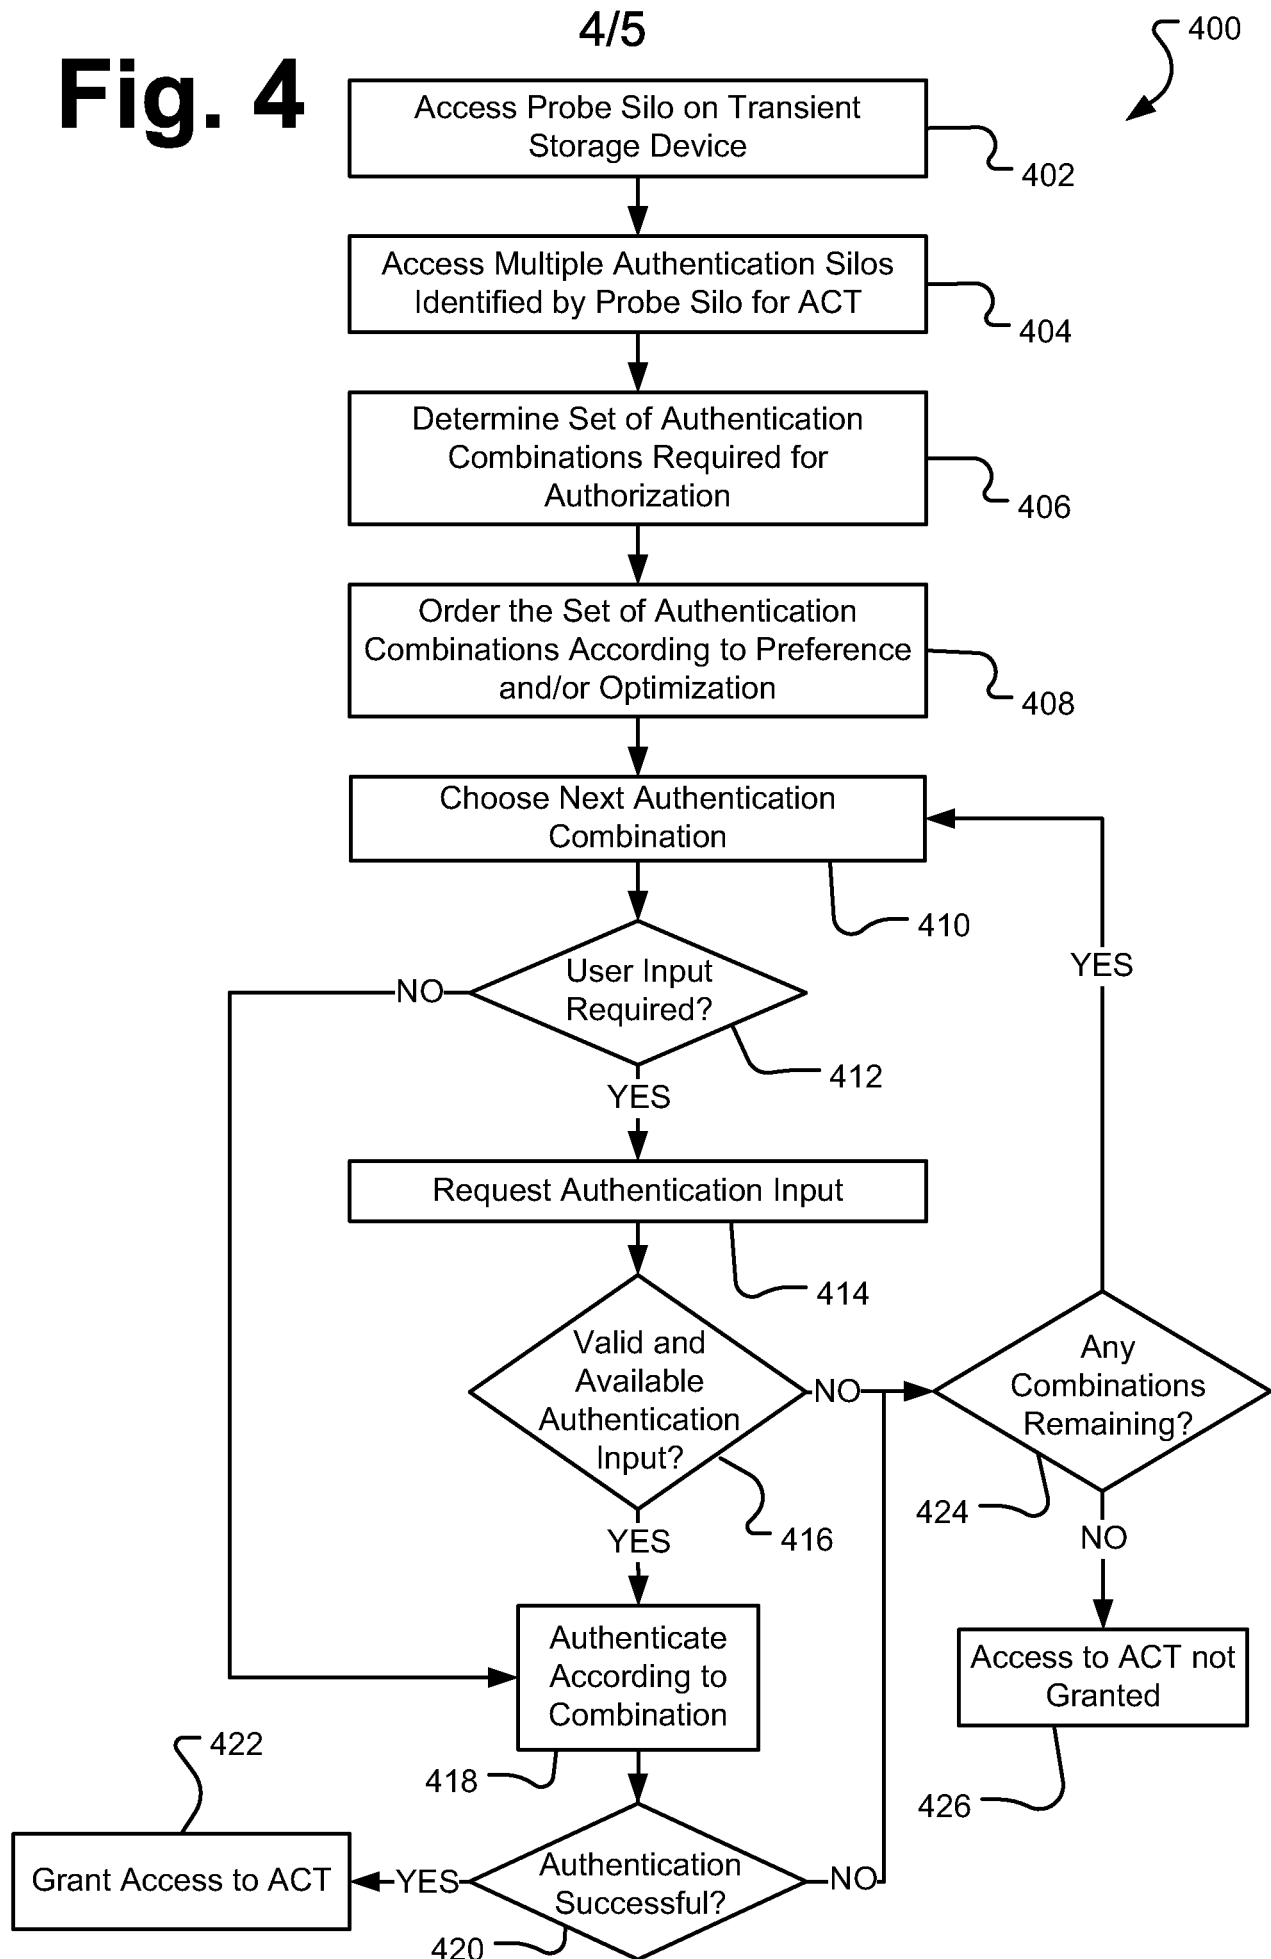 4/5
400
Fig. 4
Access Probe Silo on Transient
Storage Device
402
Access Multiple Authentication Silos
Identified by Probe Silo for ACT
404
Determine Set of Authentication
Combinations Required for
Authorization
406
Order the Set of Authentication
Combinations According to Preference
and/or Optimization
408
Choose Next Authentication
Combination
410
YES
User Input
Required?
NO
412
YES
Request Authentication Input
414
Valid and
Available
Authentication
Input?
NO
Any
Combinations
Remaining?
416
YES
424
NO
Authenticate
According to
Combination
Access to ACT not
Granted
422
418
426
Grant Access to ACT
YES
Authentication
Successful?
NO
420